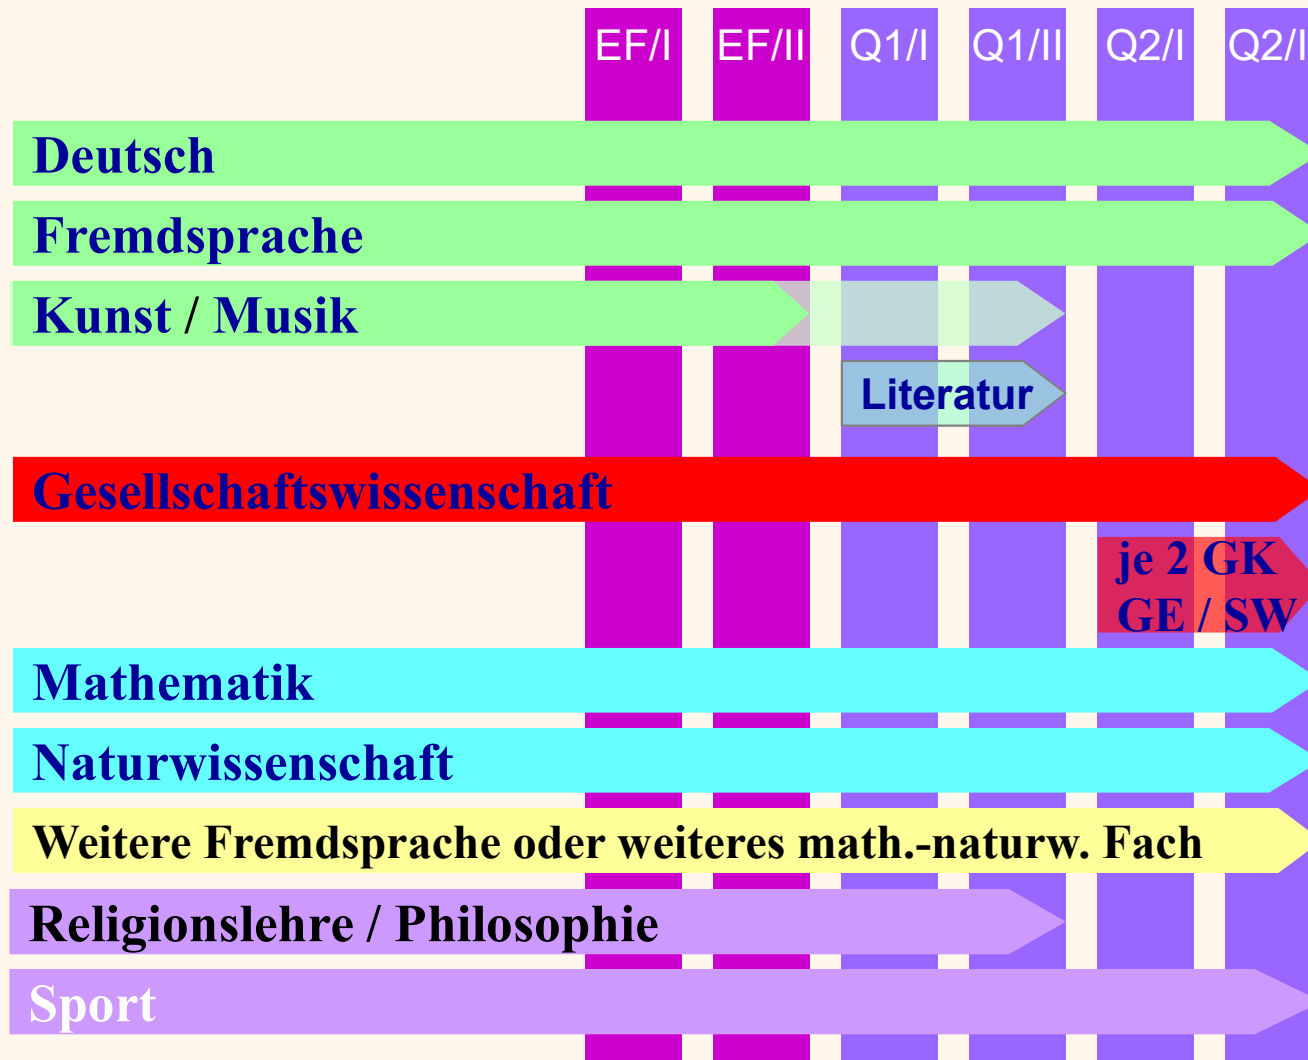 EF/I EF/II Q1/I Q1/II Q2/I Q2/I
Deutsch
Fremdsprache
Kunst / Musik
Literatur
Gesellschaftswissenschaft
je 2 GK
GE / SW
Mathematik
Naturwissenschaft
Weitere Fremdsprache oder weiteres math.-naturw. Fach
Religionslehre / Philosophie
Sport